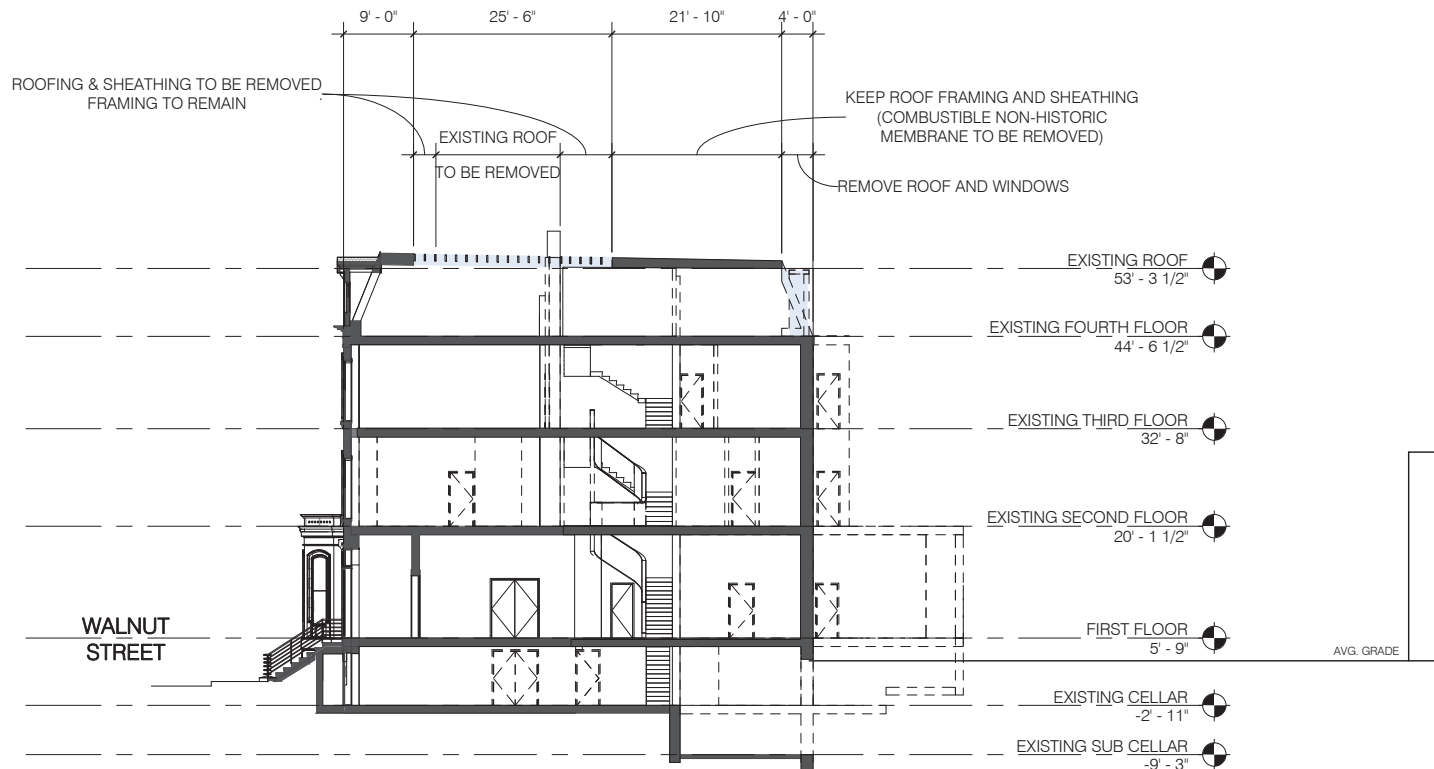 9' - 0"
25' - 6"
21' - 10"
4' - 0"
ROOFING & SHEATHING TO BE REMOVED
FRAMING TO REMAIN
EXISTING ROOF
TO BE REMOVED
KEEP ROOF FRAMING AND SHEATHING
(COMBUSTIBLE NON-HISTORIC
MEMBRANE TO BE REMOVED)
REMOVE ROOF AND WINDOWS
EXISTING ROOF
53' - 3 1/2"
EXISTING FOURTH FLOOR
44' - 6 1/2"
EXISTING THIRD FLOOR
32' - 8"
EXISTING SECOND FLOOR
20' - 1 1/2"
WALNUT
STREET
FIRST FLOOR
5' - 9"
AVG. GRADE
EXISTING CELLAR
-2' - 11"
EXISTING SUB CELLAR
-9' - 3"